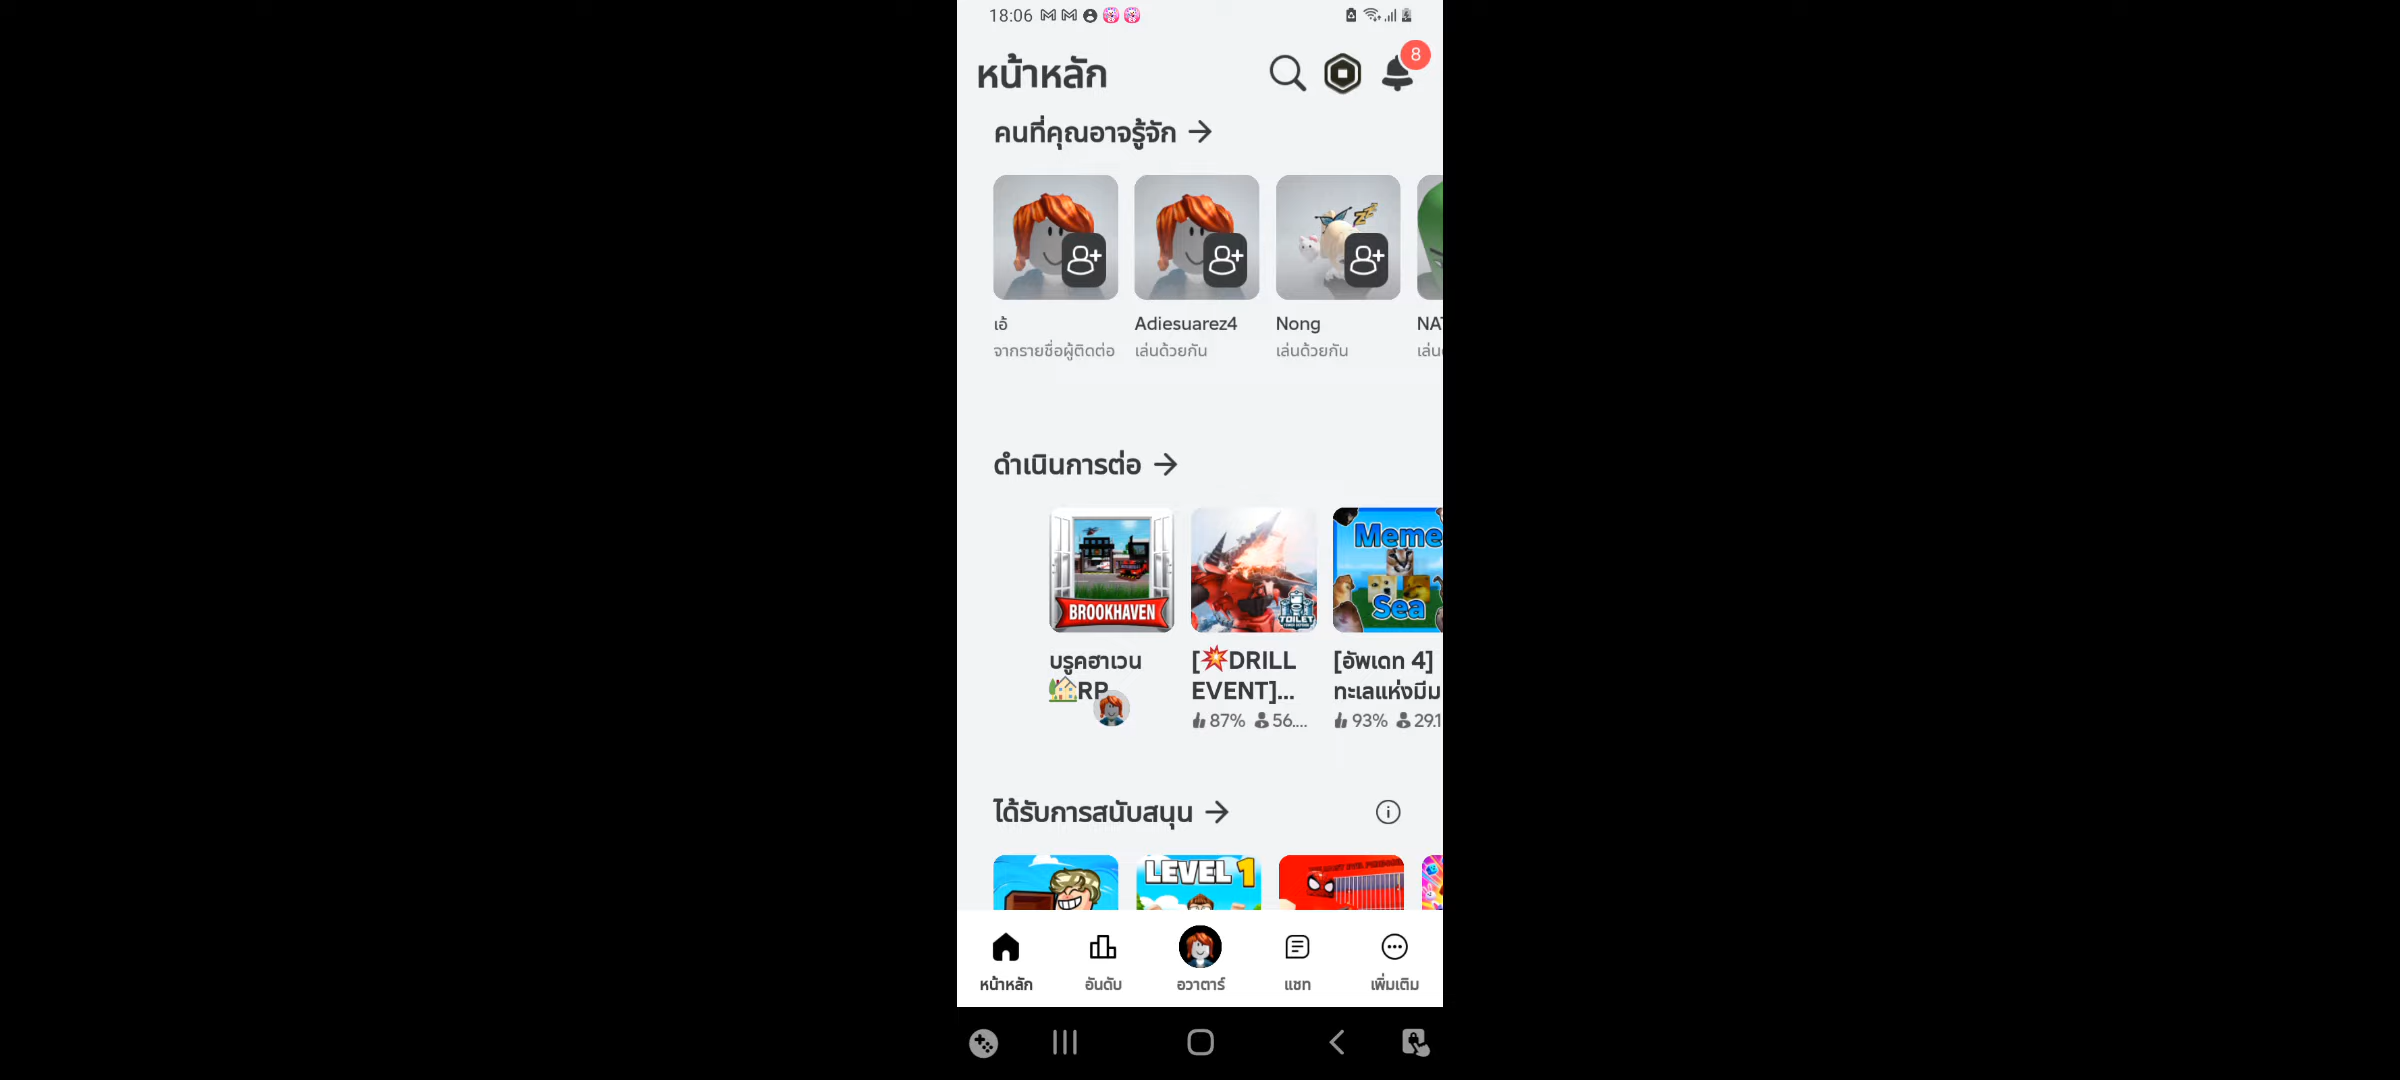 18:06
หน้าหลัก
8
คนที่คุณอาจรู้จัก
เอ้
Adiesuarez4
Nong
NAT
จากรายชื่อผู้ติดต่อ
เล่นด้วยกัน
เล่นด้วยกัน
เล่น
ดำเนินการต่อ
BROOKHAVEN
TOILET
Meme
Sea
บรูคฮาเวน
🏡RP
[💥DRILL
EVENT]...
[อัพเดท 4]
ทะเลแห่งมีม
87% 56....
93% 29.1
ได้รับการสนับสนุน
LEVEL 1
หน้าหลัก
อันดับ
อวาตาร์
แชท
เพิ่มเติม